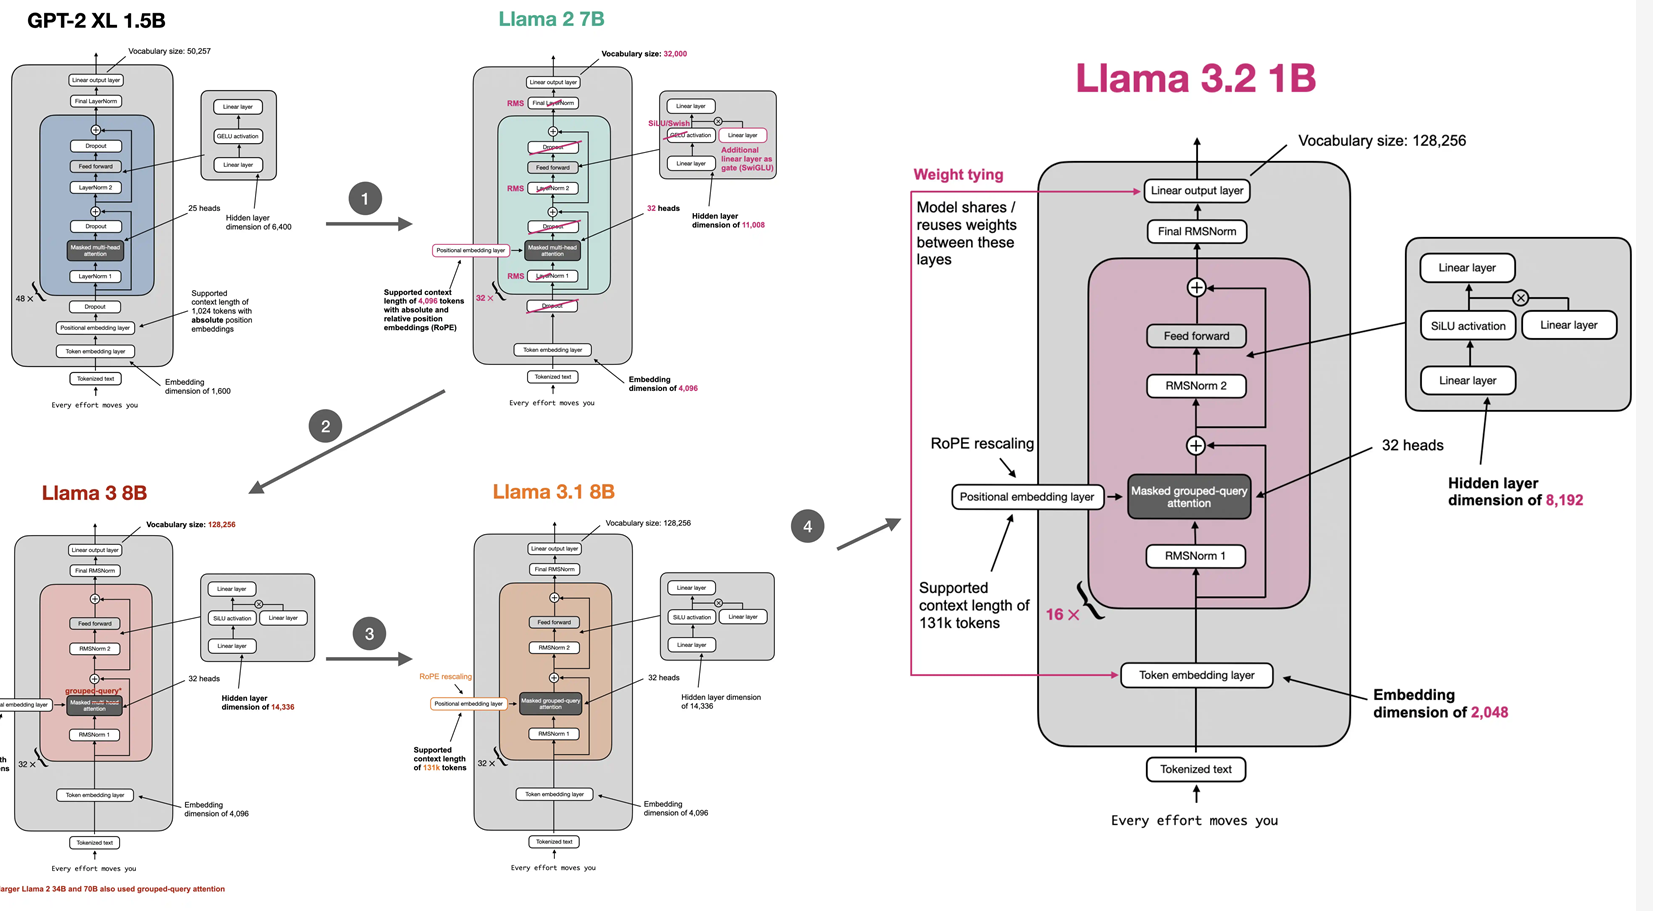 GPT-2 XL 1.5B
Vocabulary size: 50,257
Linear output layer
Final LayerNorm
Dropout
Feed forward
LayerNorm 2
Dropout
Masked multi-head
attention
LayerNorm 1
48 ×
Dropout
Positional embedding layer
Token embedding layer
Tokenized text
Every effort moves you
Linear layer
GELU activation
Linear layer
25 heads
Hidden layer
dimension of 6,400
Supported
context length of
1,024 tokens with
absolute position
embeddings
Embedding
dimension of 1,600
1
Llama 2 7B
Vocabulary size: 32,000
Linear output layer
RMS
Final LayerNorm
Dropout
Feed forward
RMS
LayerNorm 2
Dropout
Positional embedding layer
Masked multi-head
attention
RMS
LayerNorm 1
32 ×
Dropout
Token embedding layer
Tokenized text
Every effort moves you
Supported context
length of 4,096 tokens
with absolute and
relative position
embeddings (RoPE)
Linear layer
SiLU/Swish
GELU activation
Linear layer
Additional
linear layer as
gate (SwiGLU)
Linear layer
32 heads
Hidden layer
dimension of 11,008
Embedding
dimension of 4,096
2
Llama 3 8B
Vocabulary size: 128,256
Linear output layer
Final RMSNorm
Feed forward
RMSNorm 2
grouped-query*
Masked multi-head
attention
al embedding layer
RMSNorm 1
th
ens
32 ×
Token embedding layer
Tokenized text
Every effort moves you
Linear layer
SiLU activation
Linear layer
Linear layer
32 heads
Hidden layer
dimension of 14,336
Embedding
dimension of 4,096
arger Llama 2 34B and 70B also used grouped-query attention
3
Llama 3.1 8B
Vocabulary size: 128,256
Linear output layer
Final RMSNorm
Feed forward
RMSNorm 2
RoPE rescaling
Positional embedding layer
Masked grouped-query
attention
RMSNorm 1
Supported
context length
of 131k tokens
32 ×
Token embedding layer
Tokenized text
Every effort moves you
Linear layer
SiLU activation
Linear layer
Linear layer
32 heads
Hidden layer dimension
of 14,336
Embedding
dimension of 4,096
4
Llama 3.2 1B
Vocabulary size: 128,256
Weight tying
Model shares /
reuses weights
between these
layes
Linear output layer
Final RMSNorm
Feed forward
RMSNorm 2
RoPE rescaling
Positional embedding layer
Masked grouped-query
attention
RMSNorm 1
Supported
context length of
131k tokens
16 ×
Token embedding layer
Tokenized text
Every effort moves you
Linear layer
SiLU activation
Linear layer
Linear layer
32 heads
Hidden layer
dimension of 8,192
Embedding
dimension of 2,048